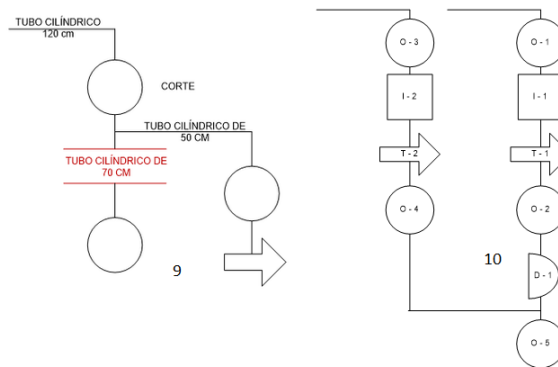 TUBO CILÍNDRICO
120 cm
CORTE
TUBO CILÍNDRICO DE
50 CM
TUBO CILÍNDRICO DE
70 CM
9
O - 3
O - 1
I - 2
I - 1
T - 2
T - 1
O - 4
O - 2
10
D - 1
O - 5